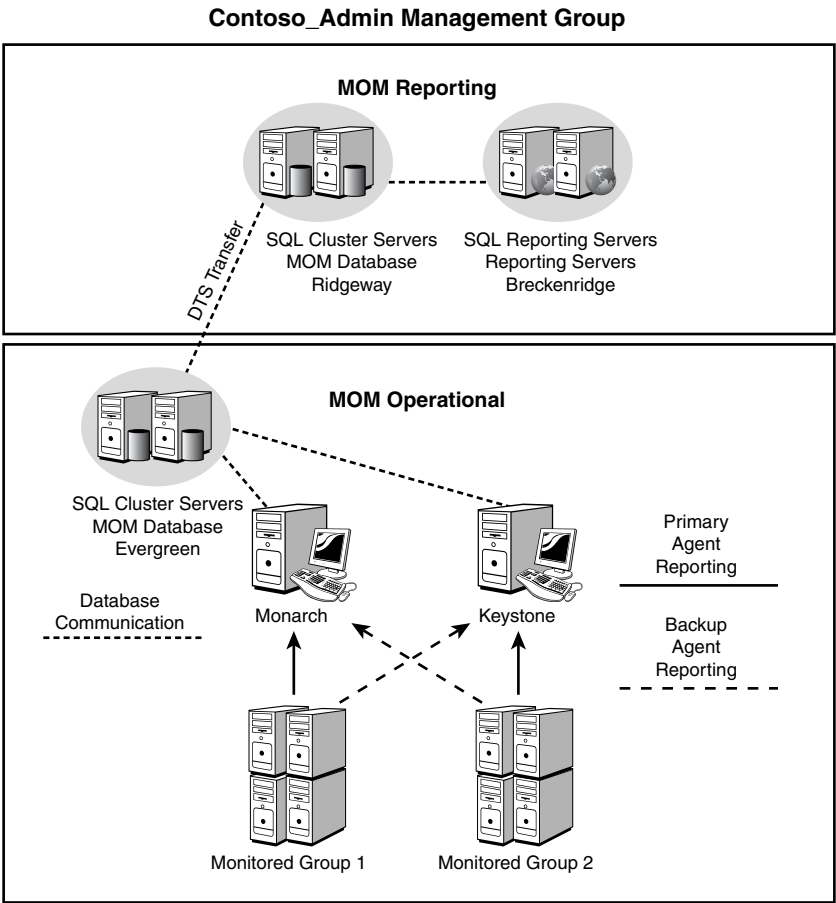 Contoso_Admin Management Group
MOM Reporting
SQL Cluster Servers
MOM Database
Ridgeway
SQL Reporting Servers
Reporting Servers
Breckenridge
DTS Transfer
MOM Operational
SQL Cluster Servers
MOM Database
Evergreen
Database
Communication
Monarch
Keystone
Primary
Agent
Reporting
Backup
Agent
Reporting
Monitored Group 1
Monitored Group 2